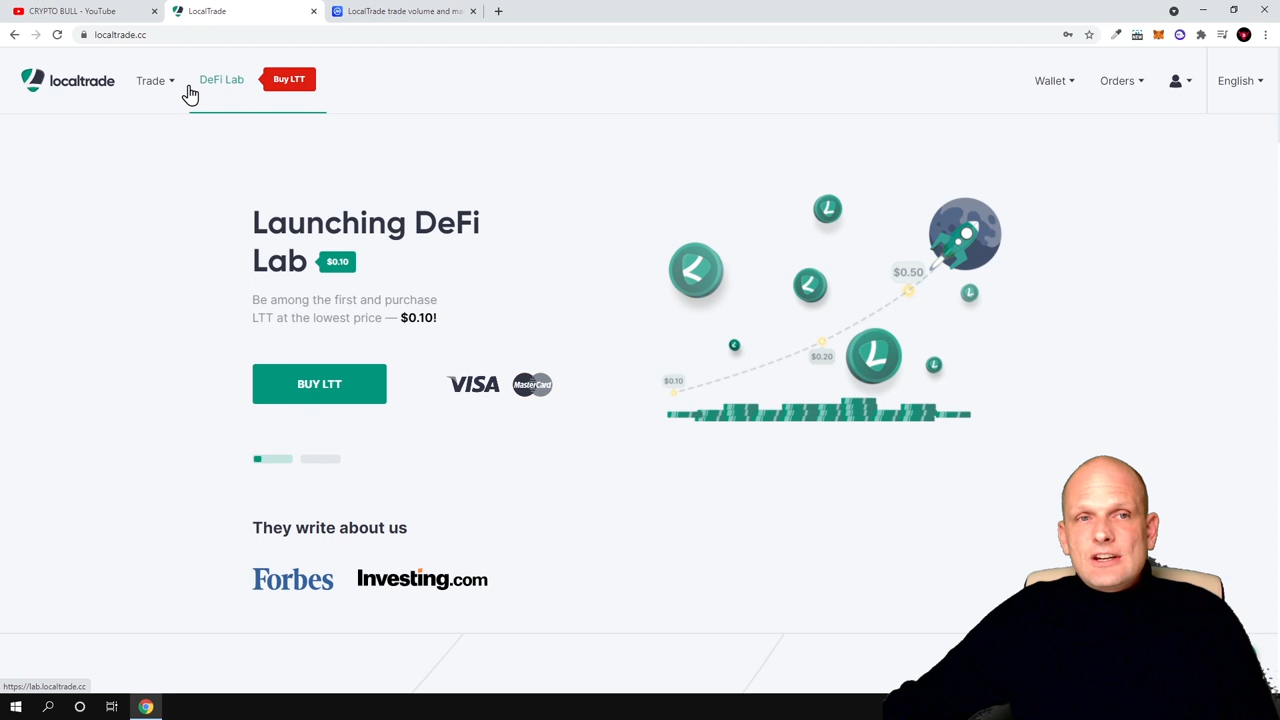 CRYPTO BULL - YouTube
LocalTrade
LocalTrade trade volume and ma
localtrade.cc
localtrade
Trade
DeFi Lab
Buy LTT
Wallet
Orders
English
Launching DeFi
Lab
$0.10
Be among the first and purchase
LTT at the lowest price — $0.10!
BUY LTT
VISA
MasterCard
$0.50
$0.20
$0.10
They write about us
Forbes
Investing.com
https://lab.localtrade.cc